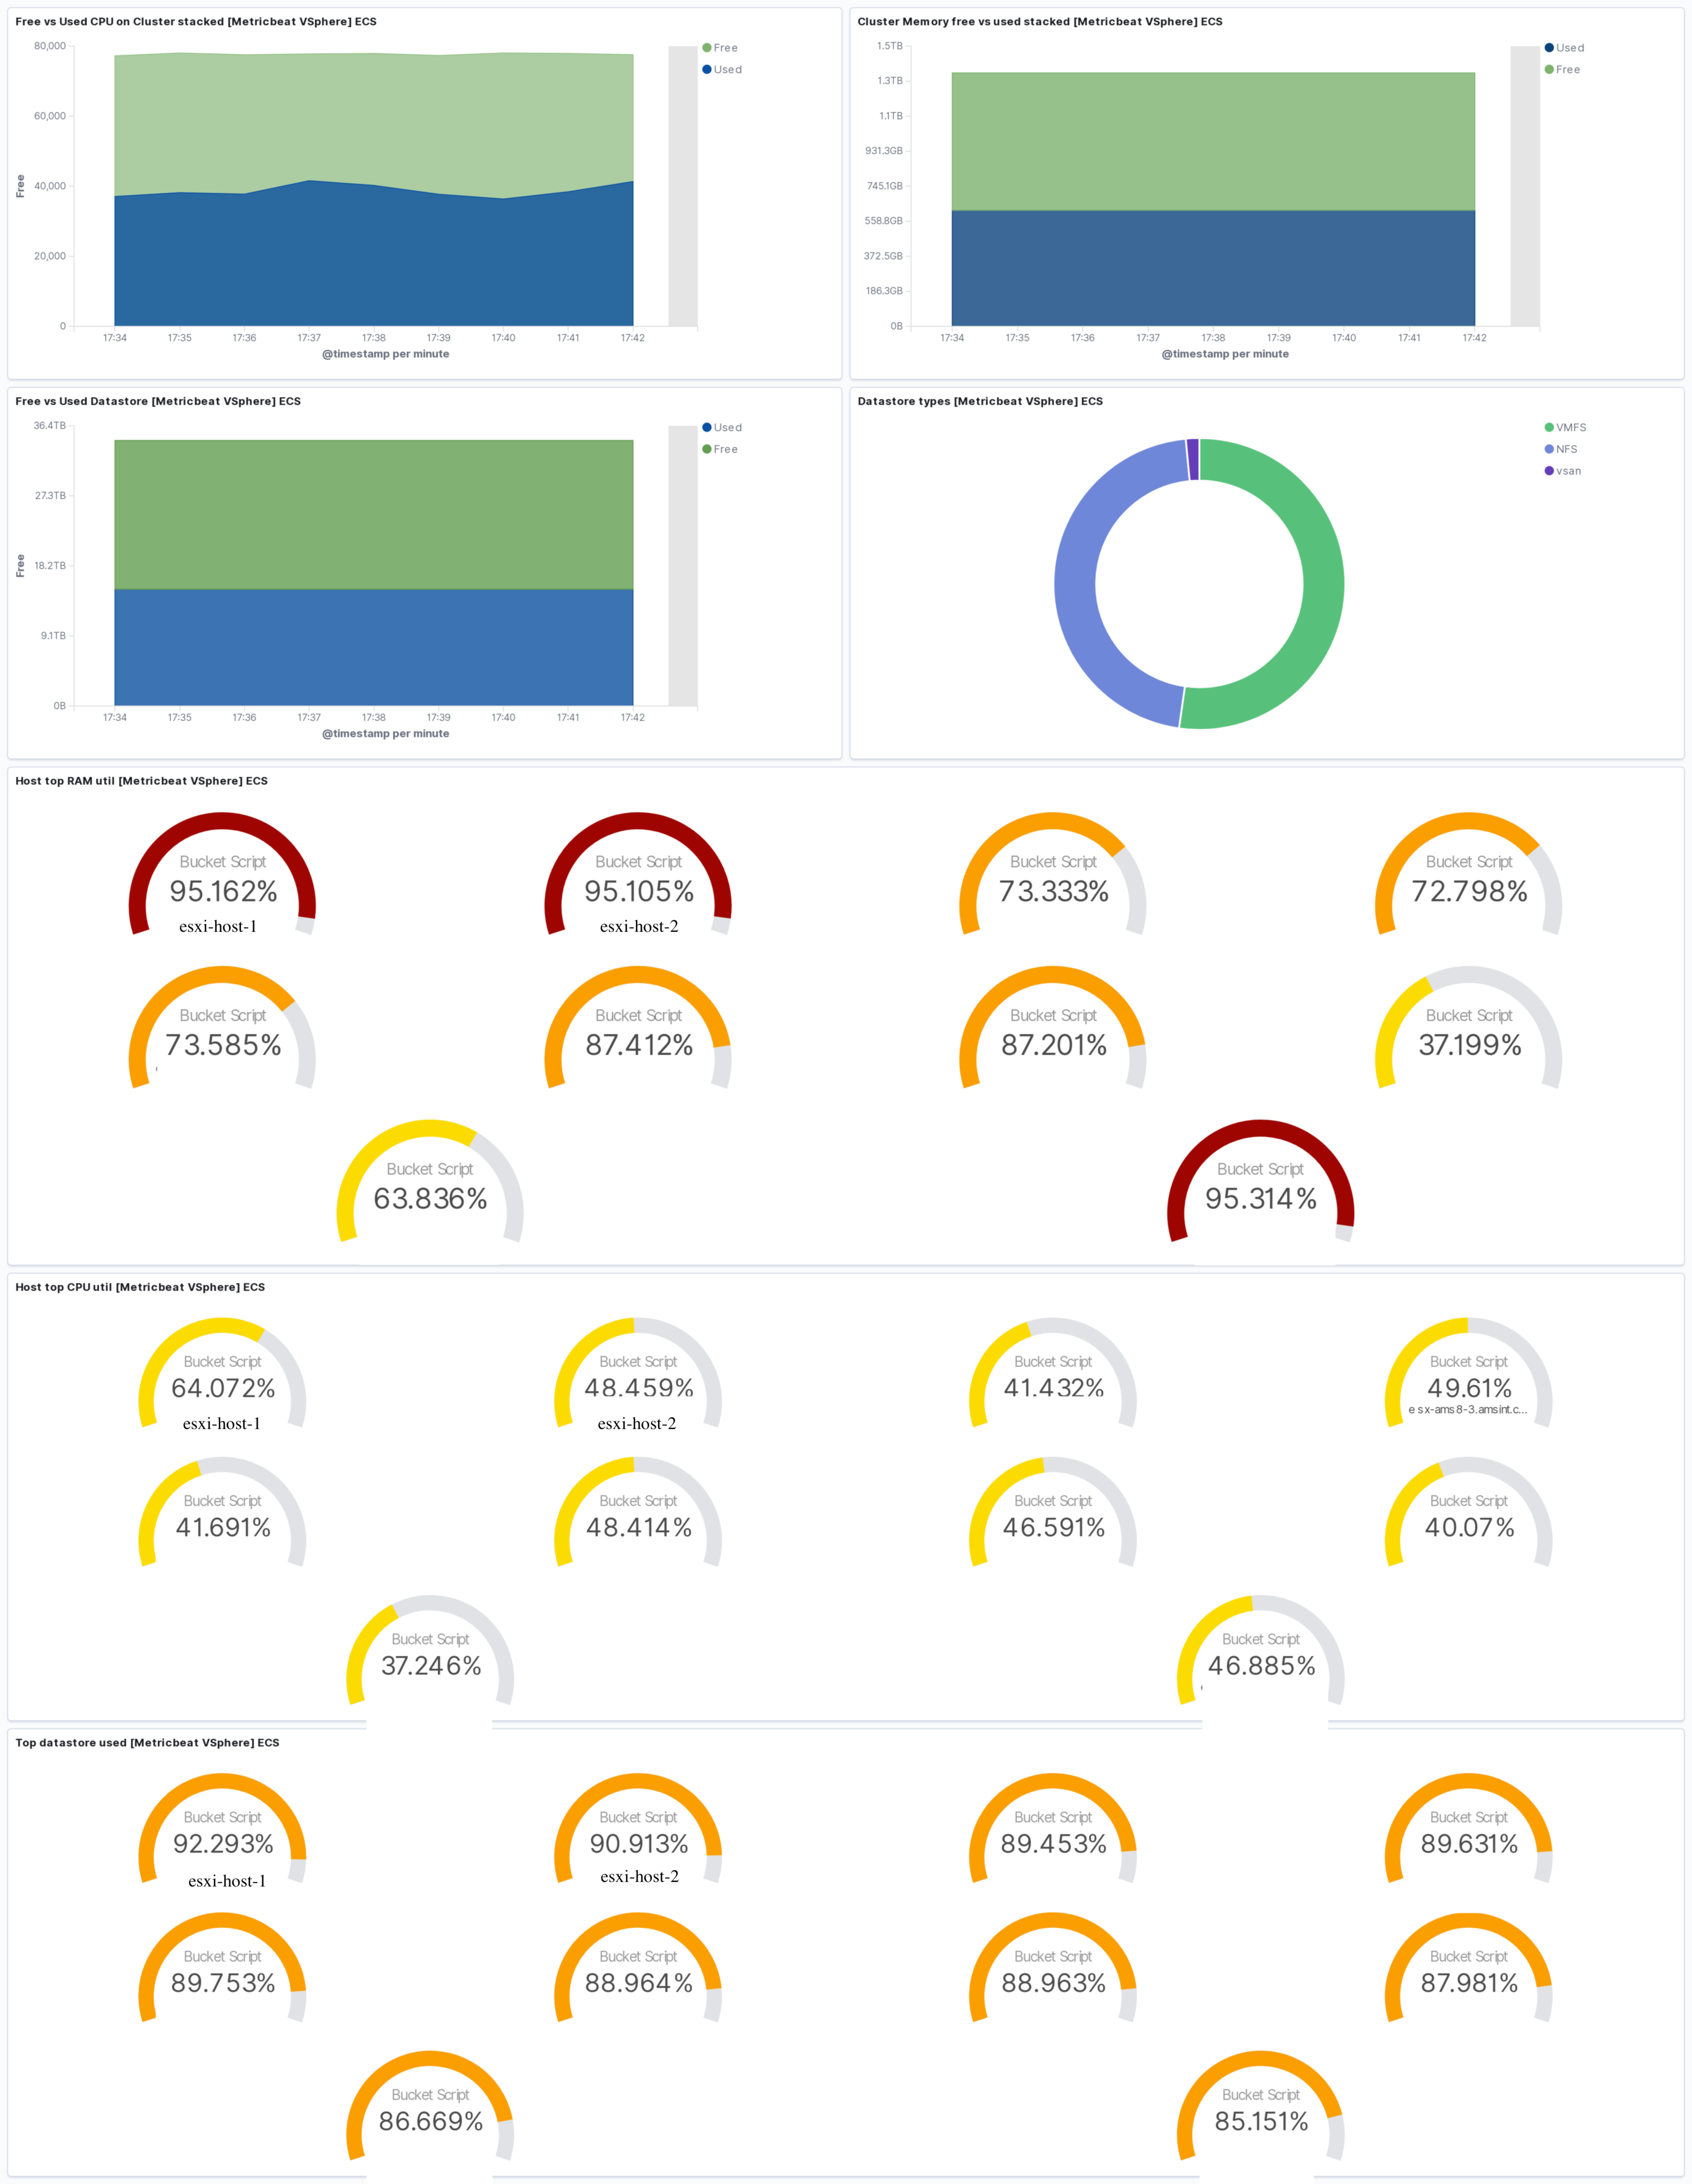 Free vs Used CPU on Cluster stacked [Metricbeat VSphere] ECS
80,000
60,000
40,000
20,000
0
Free
17:34 17:35 17:36 17:37 17:38 17:39 17:40 17:41 17:42
@timestamp per minute
Free
Used
Cluster Memory free vs used stacked [Metricbeat VSphere] ECS
1.5TB
1.3TB
1.1TB
931.3GB
745.1GB
558.8GB
372.5GB
186.3GB
0B
17:34 17:35 17:36 17:37 17:38 17:39 17:40 17:41 17:42
@timestamp per minute
Used
Free
Free vs Used Datastore [Metricbeat VSphere] ECS
36.4TB
27.3TB
18.2TB
9.1TB
0B
Free
17:34 17:35 17:36 17:37 17:38 17:39 17:40 17:41 17:42
@timestamp per minute
Used
Free
Datastore types [Metricbeat VSphere] ECS
VMFS
NFS
vsan
Host top RAM util [Metricbeat VSphere] ECS
Bucket Script
95.162%
esxi-host-1
Bucket Script
95.105%
esxi-host-2
Bucket Script
73.333%
Bucket Script
72.798%
Bucket Script
73.585%
Bucket Script
87.412%
Bucket Script
87.201%
Bucket Script
37.199%
Bucket Script
63.836%
Bucket Script
95.314%
Host top CPU util [Metricbeat VSphere] ECS
Bucket Script
64.072%
esxi-host-1
Bucket Script
48.459%
esxi-host-2
Bucket Script
41.432%
Bucket Script
49.61%
esx-ams8-3.amsint.c...
Bucket Script
41.691%
Bucket Script
48.414%
Bucket Script
46.591%
Bucket Script
40.07%
Bucket Script
37.246%
Bucket Script
46.885%
Top datastore used [Metricbeat VSphere] ECS
Bucket Script
92.293%
esxi-host-1
Bucket Script
90.913%
esxi-host-2
Bucket Script
89.453%
Bucket Script
89.631%
Bucket Script
89.753%
Bucket Script
88.964%
Bucket Script
88.963%
Bucket Script
87.981%
Bucket Script
86.669%
Bucket Script
85.151%